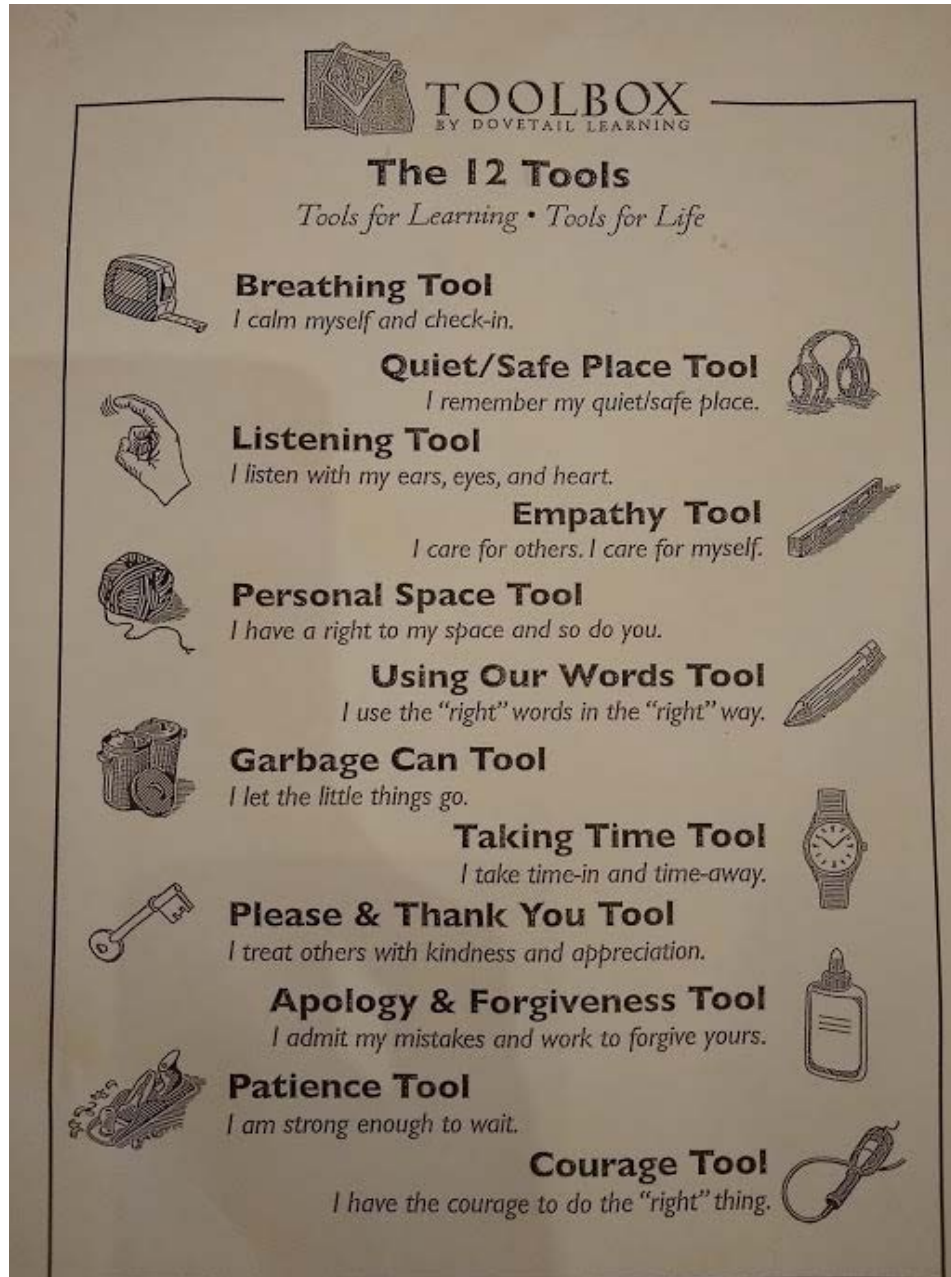 TOOLBOX
BY DOVETAIL LEARNING
The 12 Tools
Tools for Learning • Tools for Life
Breathing Tool
I calm myself and check-in.
Quiet/Safe Place Tool
I remember my quiet/safe place.
Listening Tool
I listen with my ears, eyes, and heart.
Empathy Tool
I care for others. I care for myself.
Personal Space Tool
I have a right to my space and so do you.
Using Our Words Tool
I use the “right” words in the “right” way.
Garbage Can Tool
I let the little things go.
Taking Time Tool
I take time-in and time-away.
Please & Thank You Tool
I treat others with kindness and appreciation.
Apology & Forgiveness Tool
I admit my mistakes and work to forgive yours.
Patience Tool
I am strong enough to wait.
Courage Tool
I have the courage to do the “right” thing.